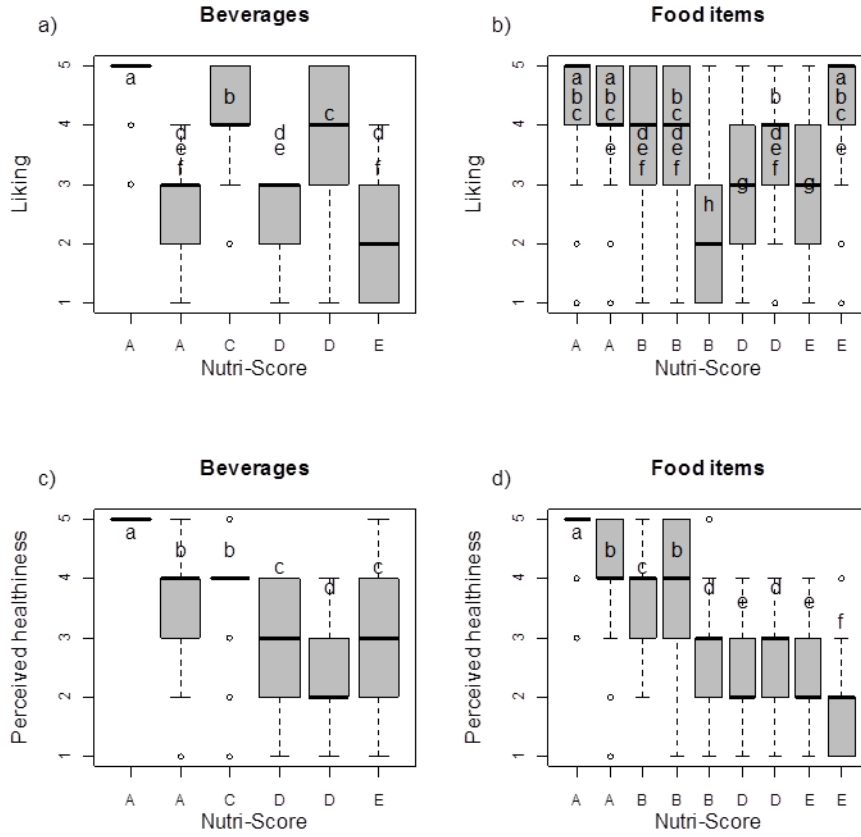 a)
Beverages
Liking
5
4
3
2
1
a
d
e
f
b
d
e
c
d
e
f
A A C D D E
Nutri-Score
b)
Food items
Liking
5
4
3
2
1
a
b
c
a
b
c
e
d
e
f
b
c
d
e
f
h
g
b
d
e
f
g
a
b
c
e
A A B B B D D E E
Nutri-Score
c)
Beverages
Perceived healthiness
5
4
3
2
1
a
b
b
c
d
c
A A C D D E
Nutri-Score
d)
Food items
Perceived healthiness
5
4
3
2
1
a
b
c
b
d
e
d
e
f
A A B B B D D E E
Nutri-Score